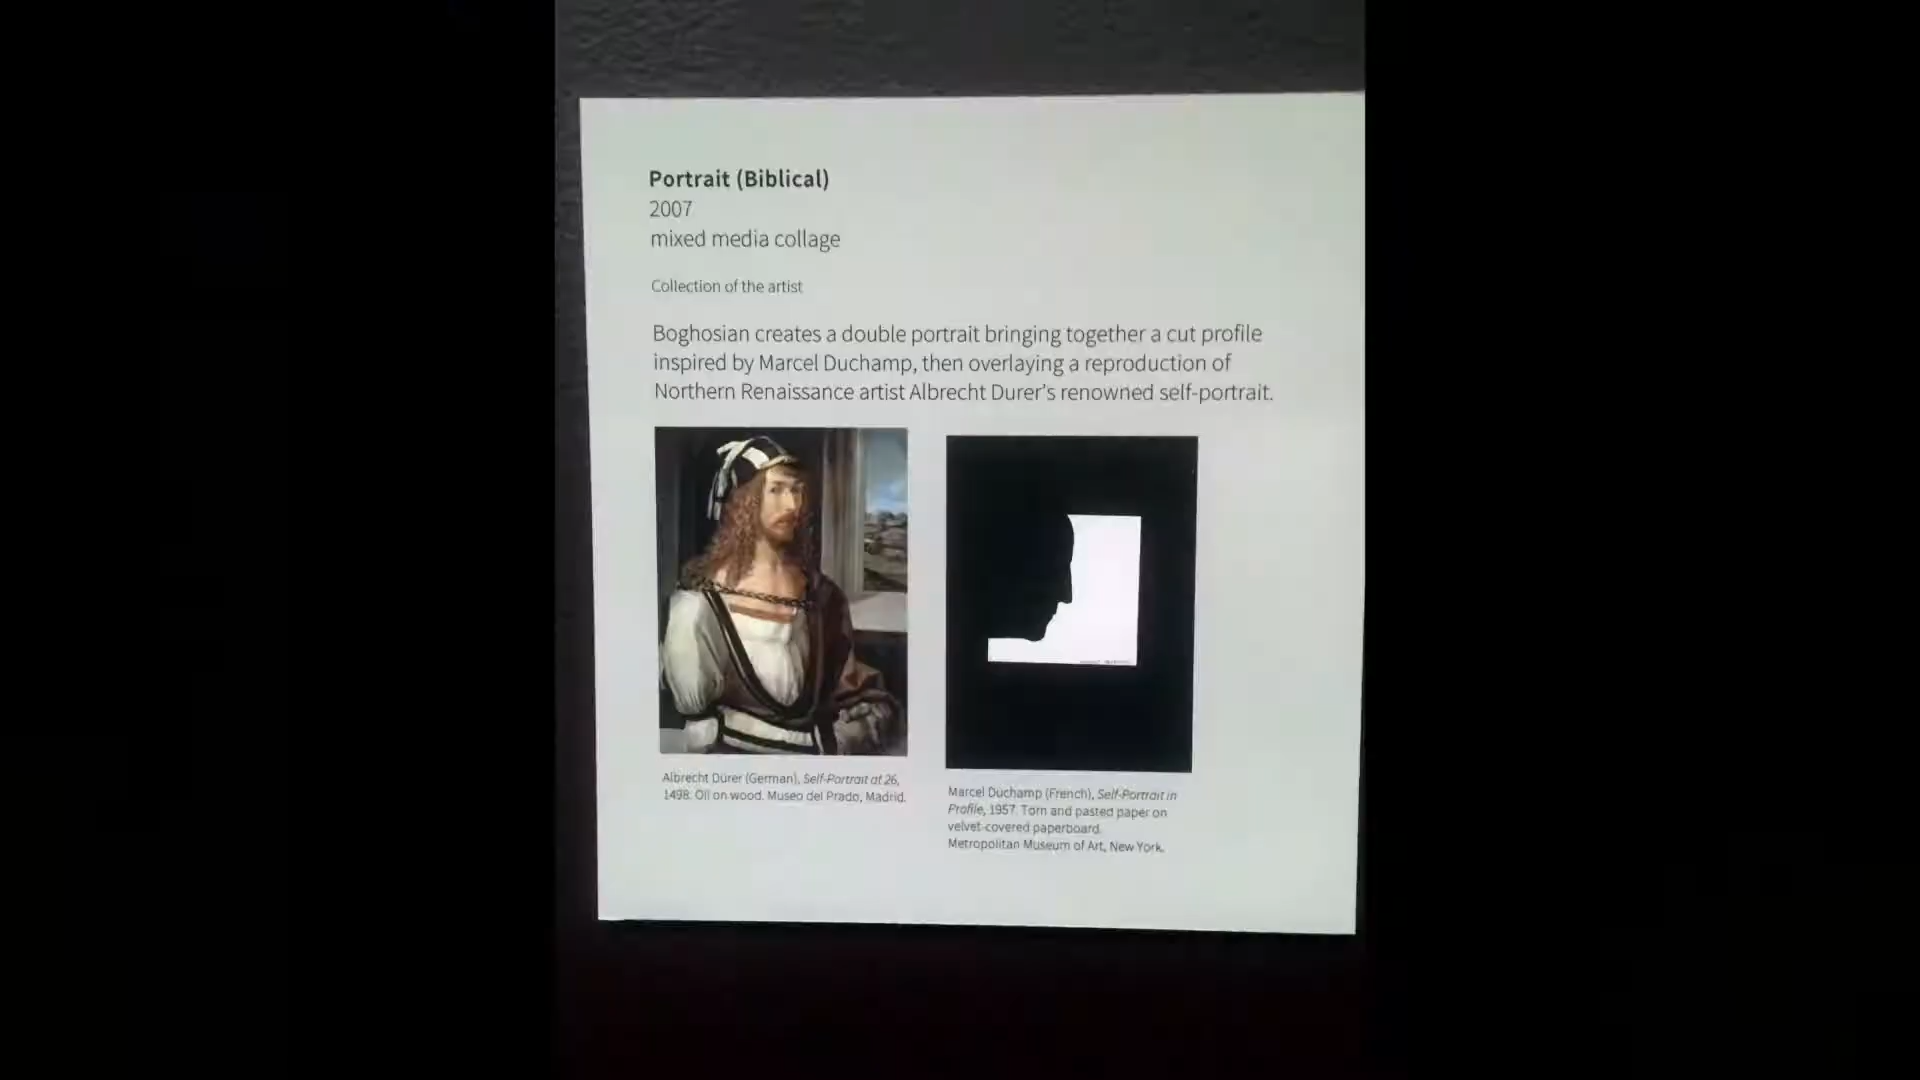 Portrait (Biblical)
2007
mixed media collage
Collection of the artist
Boghosian creates a double portrait bringing together a cut profile
inspired by Marcel Duchamp, then overlaying a reproduction of
Northern Renaissance artist Albrecht Durer's renowned self-portrait.
Albrecht Dürer (German), Self-Portrait at 26,
1498. Oil on wood. Museo del Prado, Madrid.
Marcel Duchamp (French), Self-Portrait in
Profile, 1957. Torn and pasted paper on
velvet-covered paperboard.
Metropolitan Museum of Art, New York.